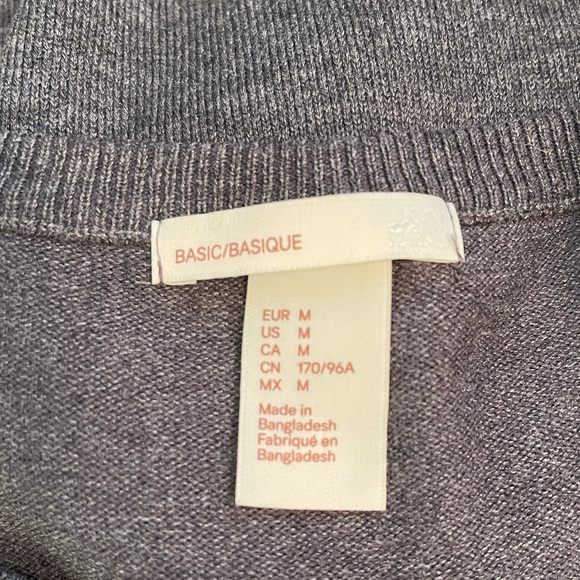 BASIC/BASIQUE
EUR M
US M
CA M
CN 170/96A
MX M
Made in
Bangladesh
Fabriqué en
Bangladesh